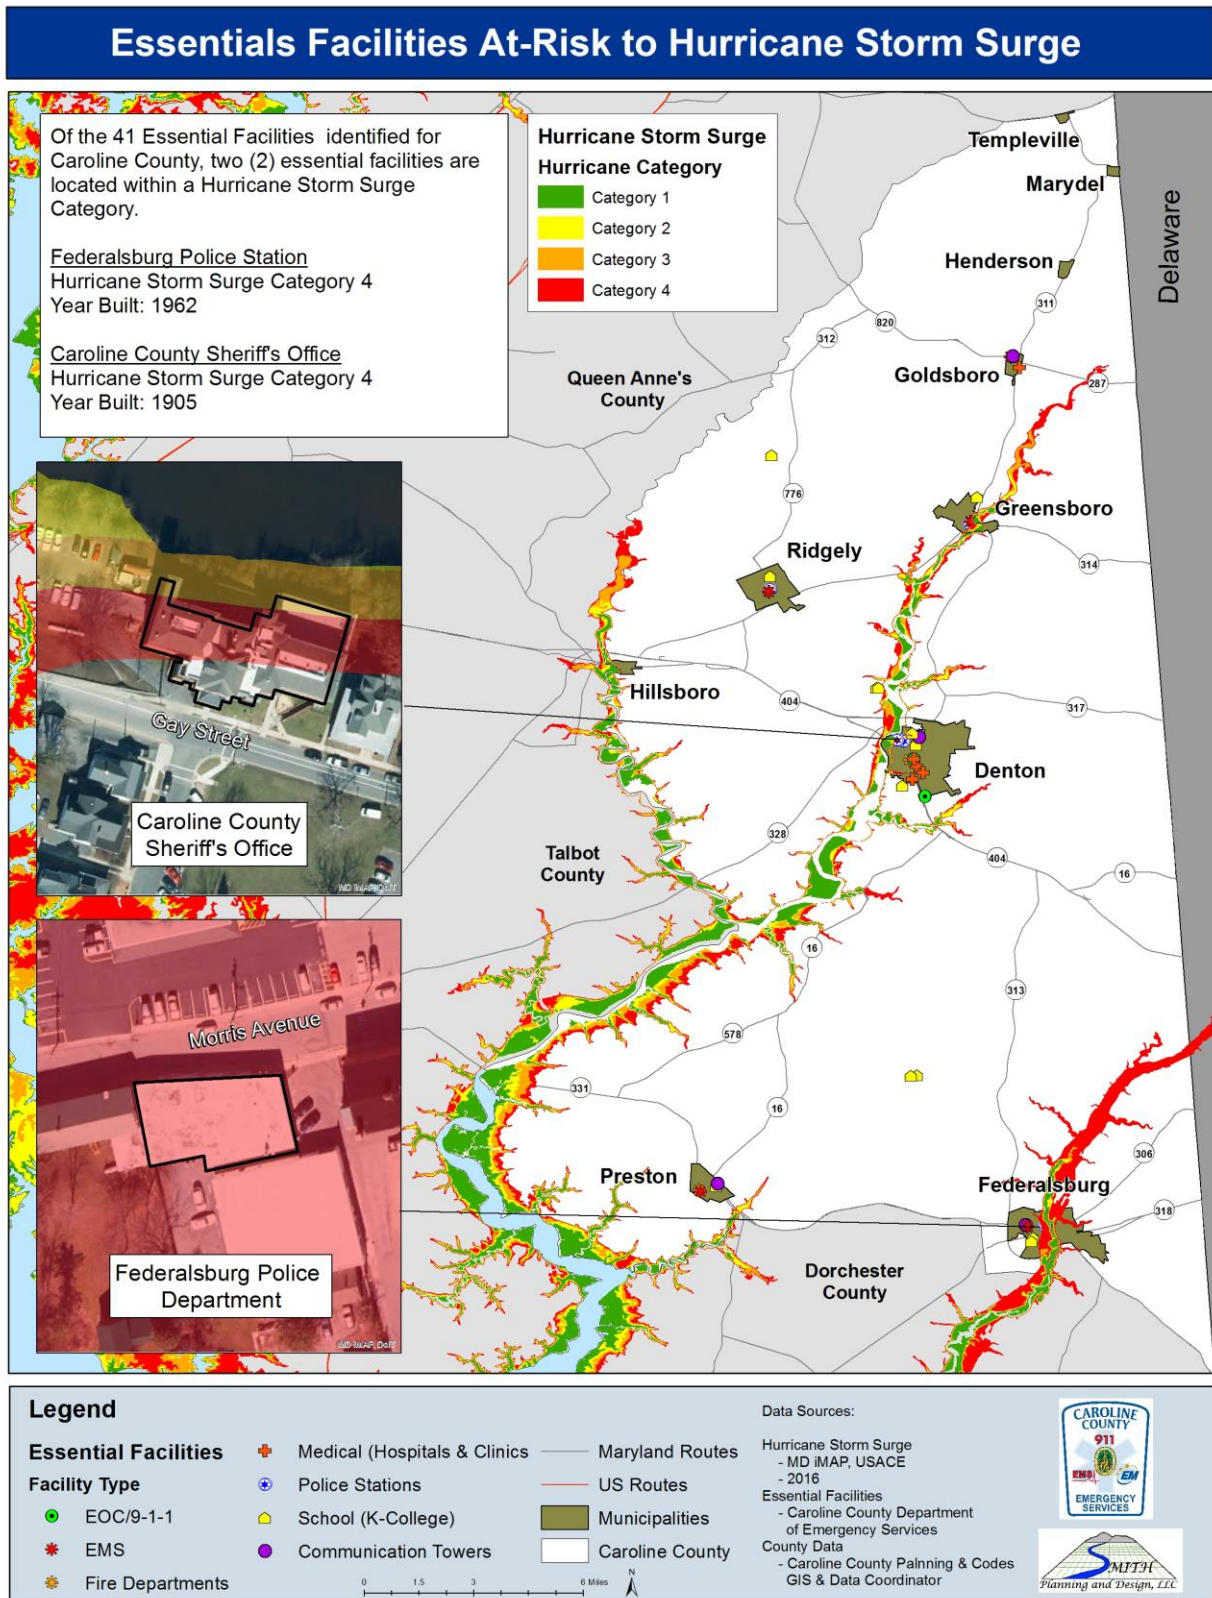 Essentials Facilities At-Risk to Hurricane Storm Surge
Of the 41 Essential Facilities identified for
Caroline County, two (2) essential facilities are
located within a Hurricane Storm Surge
Category.
Federalsburg Police Station
Hurricane Storm Surge Category 4
Year Built: 1962
Caroline County Sheriff's Office
Hurricane Storm Surge Category 4
Year Built: 1905
Hurricane Storm Surge
Hurricane Category
Category 1
Category 2
Category 3
Category 4
Templeville
Marydel
Delaware
Henderson
311
820
312
Goldsboro
287
Queen Anne's
County
776
Greensboro
Ridgely
314
Hillsboro
404
317
Denton
328
Talbot
County
404
16
16
313
578
331
16
Preston
306
Federalsburg
318
Dorchester
County
Gay Street
Caroline County
Sheriff's Office
MD iMAP, DoIT
Morris Avenue
Federalsburg Police
Department
MD iMAP, DoIT
Legend
Essential Facilities
Facility Type
EOC/9-1-1
EMS
Fire Departments
Medical (Hospitals & Clinics
Police Stations
School (K-College)
Communication Towers
Maryland Routes
US Routes
Municipalities
Caroline County
0 1.5 3 6 Miles
N
Data Sources:
Hurricane Storm Surge
- MD iMAP, USACE
- 2016
Essential Facilities
- Caroline County Department
of Emergency Services
County Data
- Caroline County Palnning & Codes
GIS & Data Coordinator
CAROLINE
COUNTY
911
EMS
EM
EMERGENCY
SERVICES
SMITH
Planning and Design, LLC